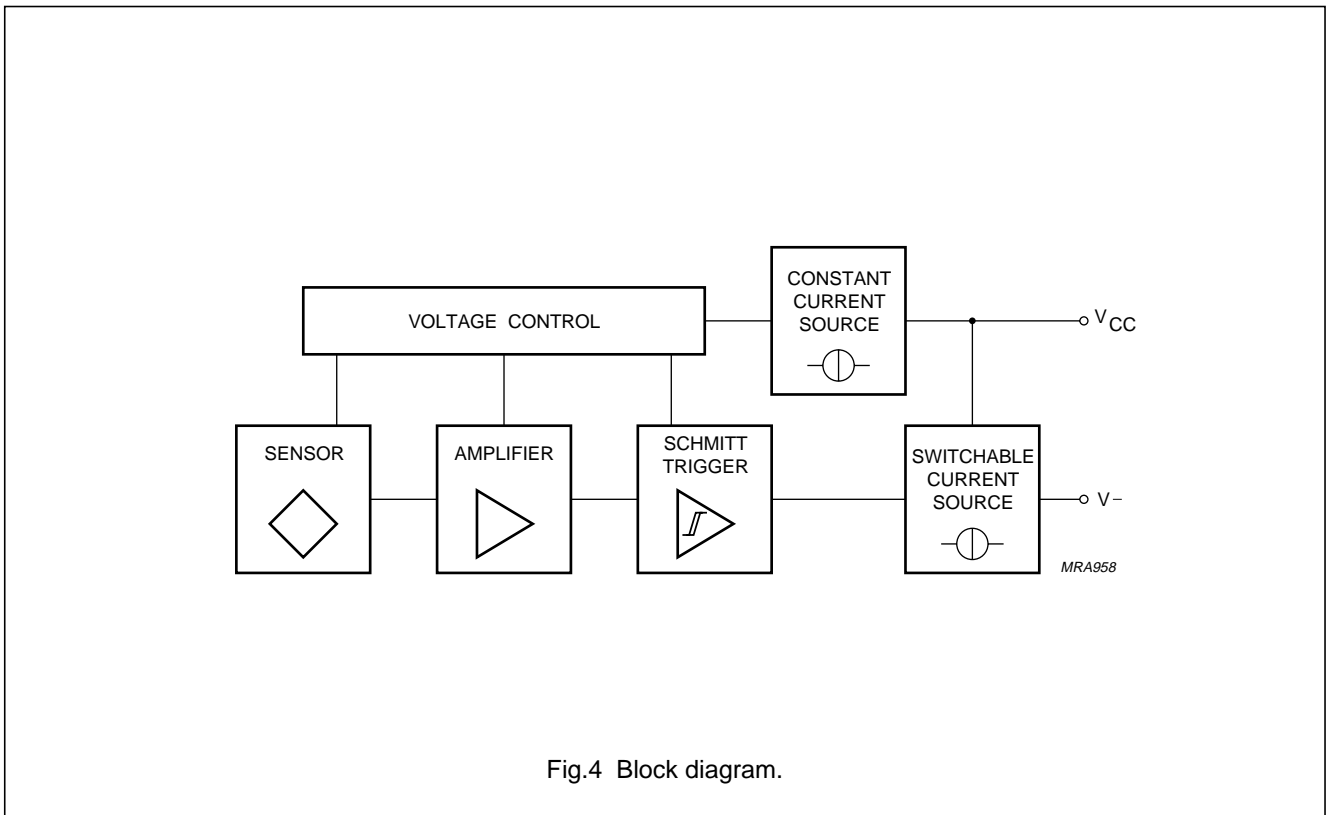 CONSTANT
CURRENT
SOURCE
VOLTAGE CONTROL
VCC
SENSOR
AMPLIFIER
SCHMITT
TRIGGER
SWITCHABLE
CURRENT
SOURCE
V−
MRA958
Fig.4 Block diagram.